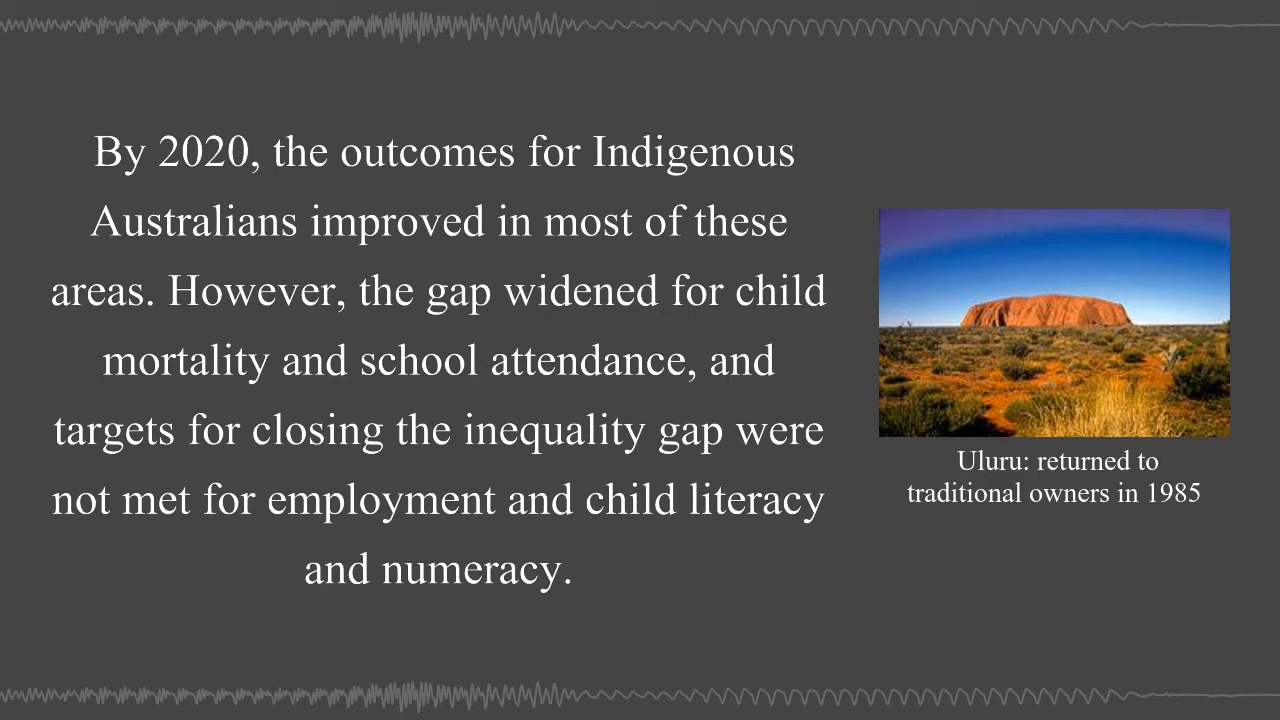 By 2020, the outcomes for Indigenous
Australians improved in most of these
areas. However, the gap widened for child
mortality and school attendance, and
targets for closing the inequality gap were
not met for employment and child literacy
and numeracy.
Uluru: returned to
traditional owners in 1985